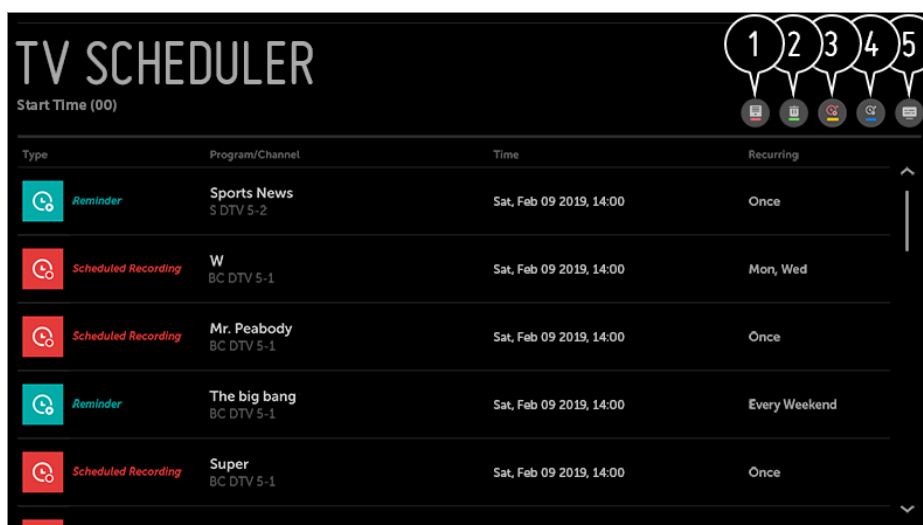 TV SCHEDULER
Start Time (00)
1 2 3 4 5
Type Program/Channel Time Recurring
Reminder Sports News Sat, Feb 09 2019, 14:00 Once
S DTV 5-2
Scheduled Recording W Sat, Feb 09 2019, 14:00 Mon, Wed
BC DTV 5-1
Scheduled Recording Mr. Peabody Sat, Feb 09 2019, 14:00 Once
BC DTV 5-1
Reminder The big bang Sat, Feb 09 2019, 14:00 Every Weekend
BC DTV 5-1
Scheduled Recording Super Sat, Feb 09 2019, 14:00 Once
BC DTV 5-1